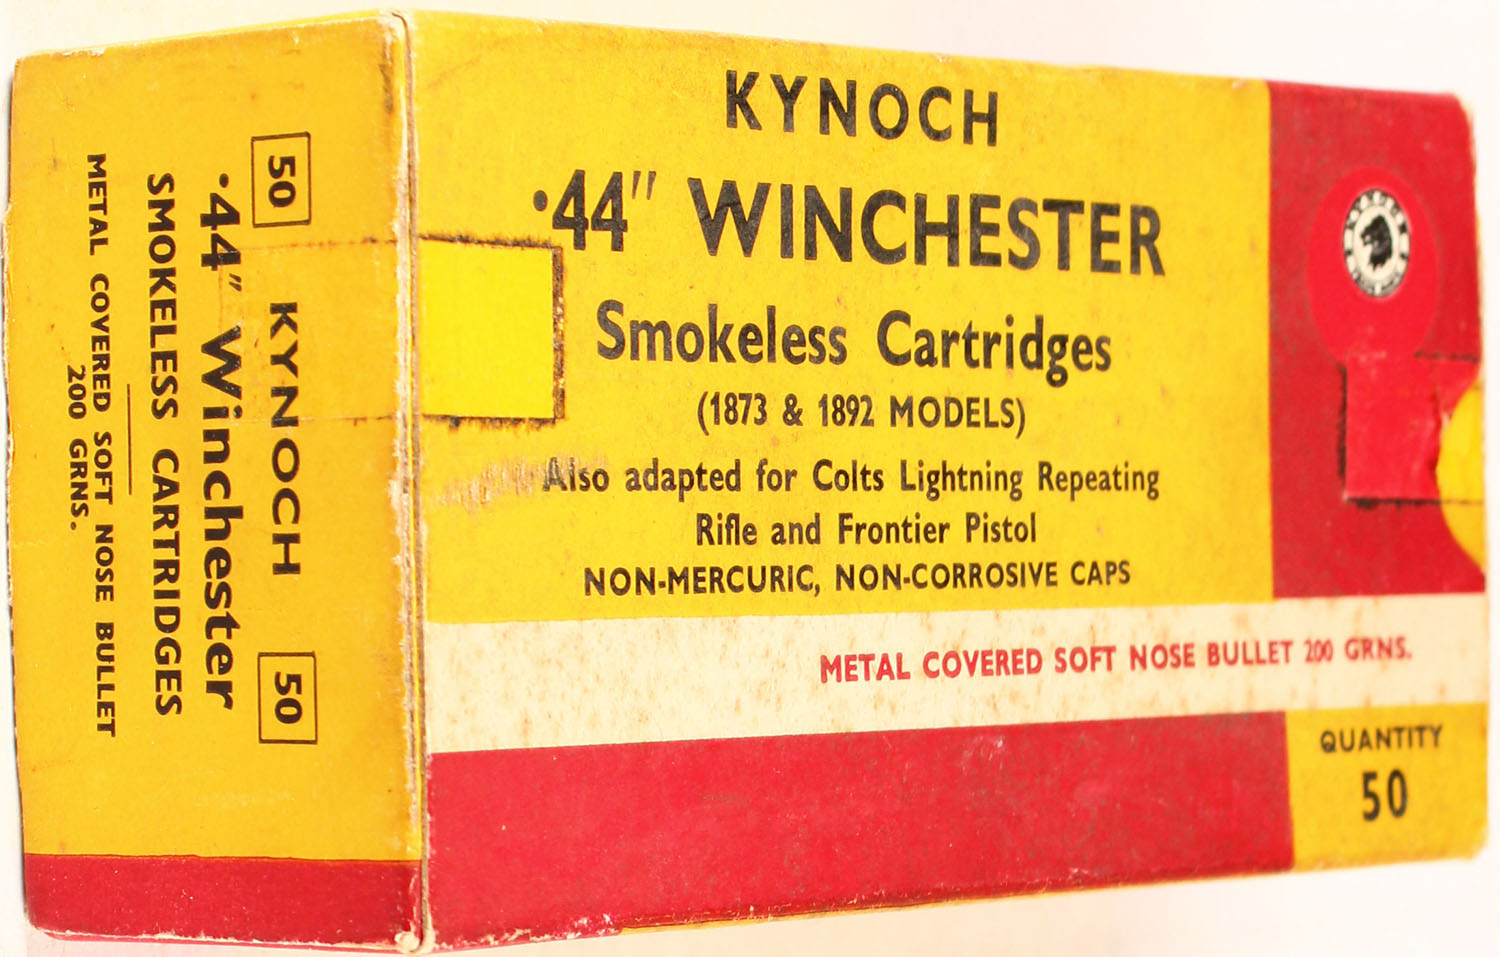 KYNOCH
·44" WINCHESTER
Smokeless Cartridges
(1873 & 1892 MODELS)
Also adapted for Colts Lightning Repeating
Rifle and Frontier Pistol
NON-MERCURIC, NON-CORROSIVE CAPS
METAL COVERED SOFT NOSE BULLET 200 GRNS.
QUANTITY
50
KYNOCH
50 KYNOCH 50
·44" Winchester
SMOKELESS CARTRIDGES
METAL COVERED SOFT NOSE BULLET
200 GRNS.